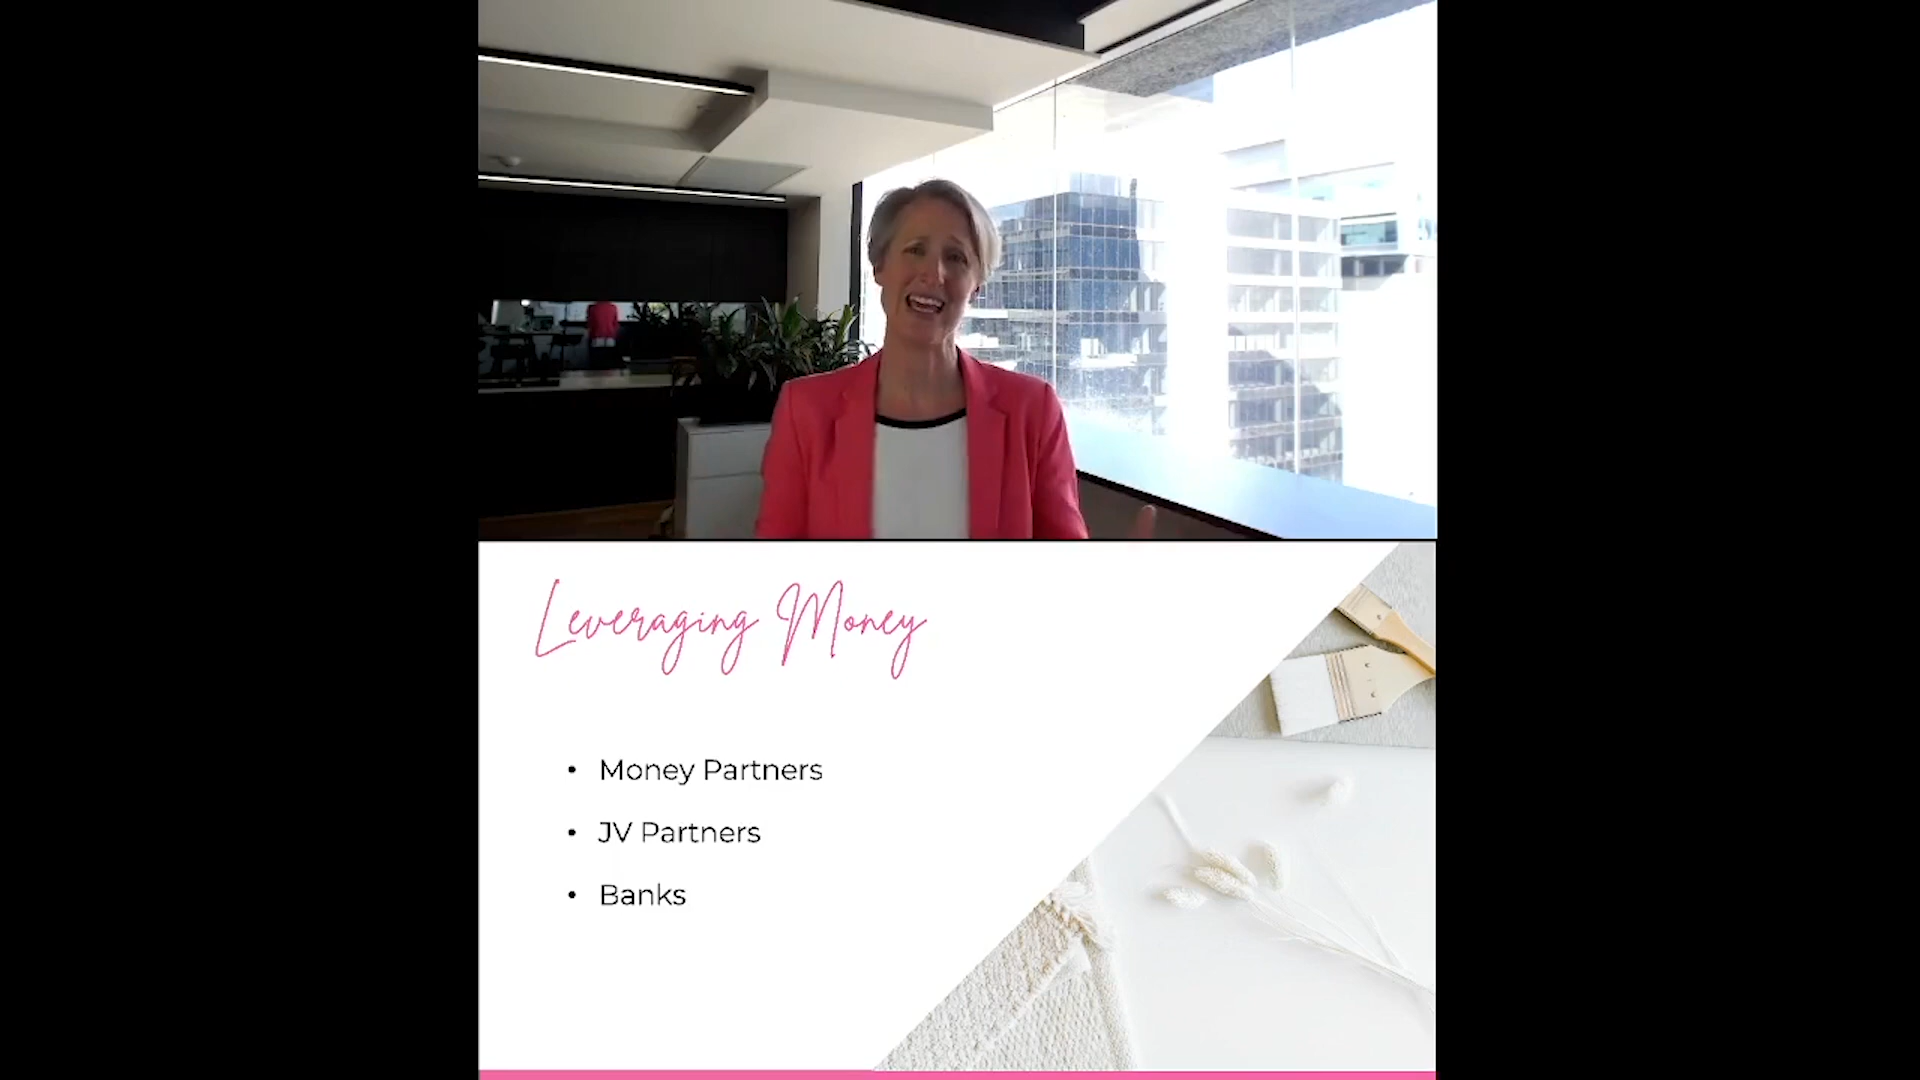 Leveraging Money
• Money Partners
• JV Partners
• Banks